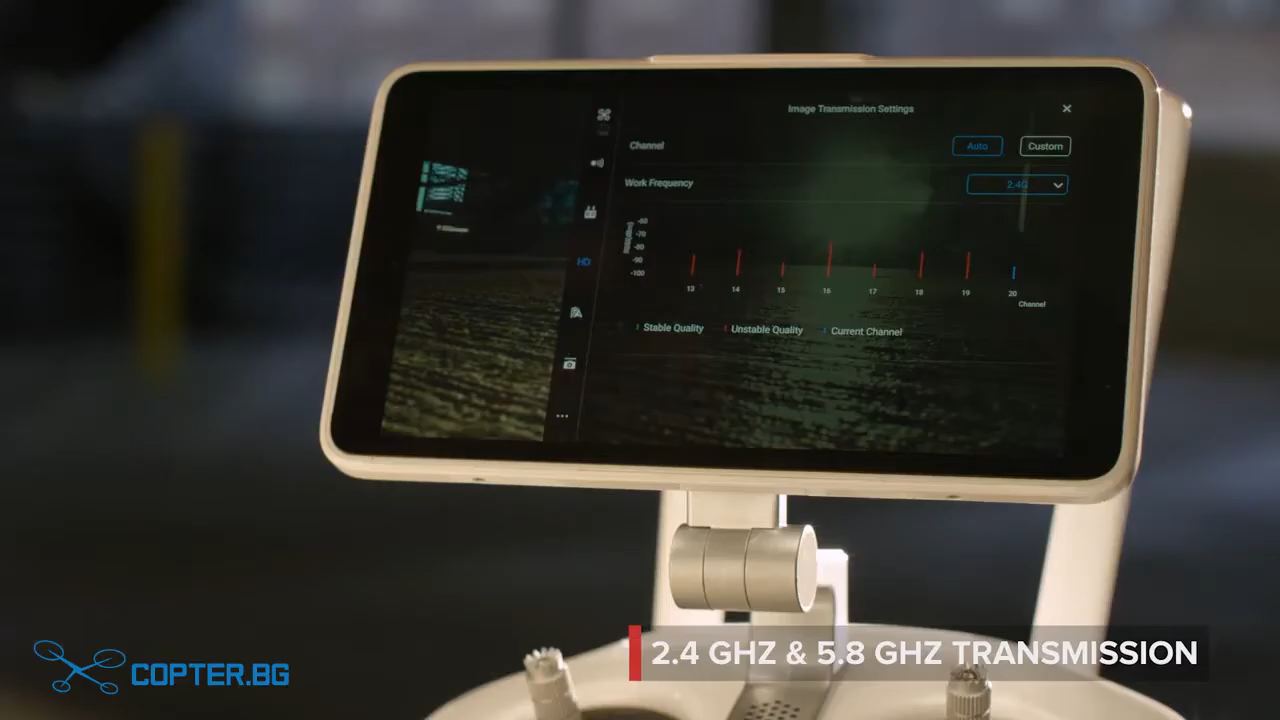 Image Transmission Settings
Channel
Auto
Custom
Work Frequency
2.4G
-60
-70
-80
-90
-100
HD
13 14 15 16 17 18 19 20
Channel
Stable Quality Unstable Quality Current Channel
2.4 GHZ & 5.8 GHZ TRANSMISSION
COPTER.BG